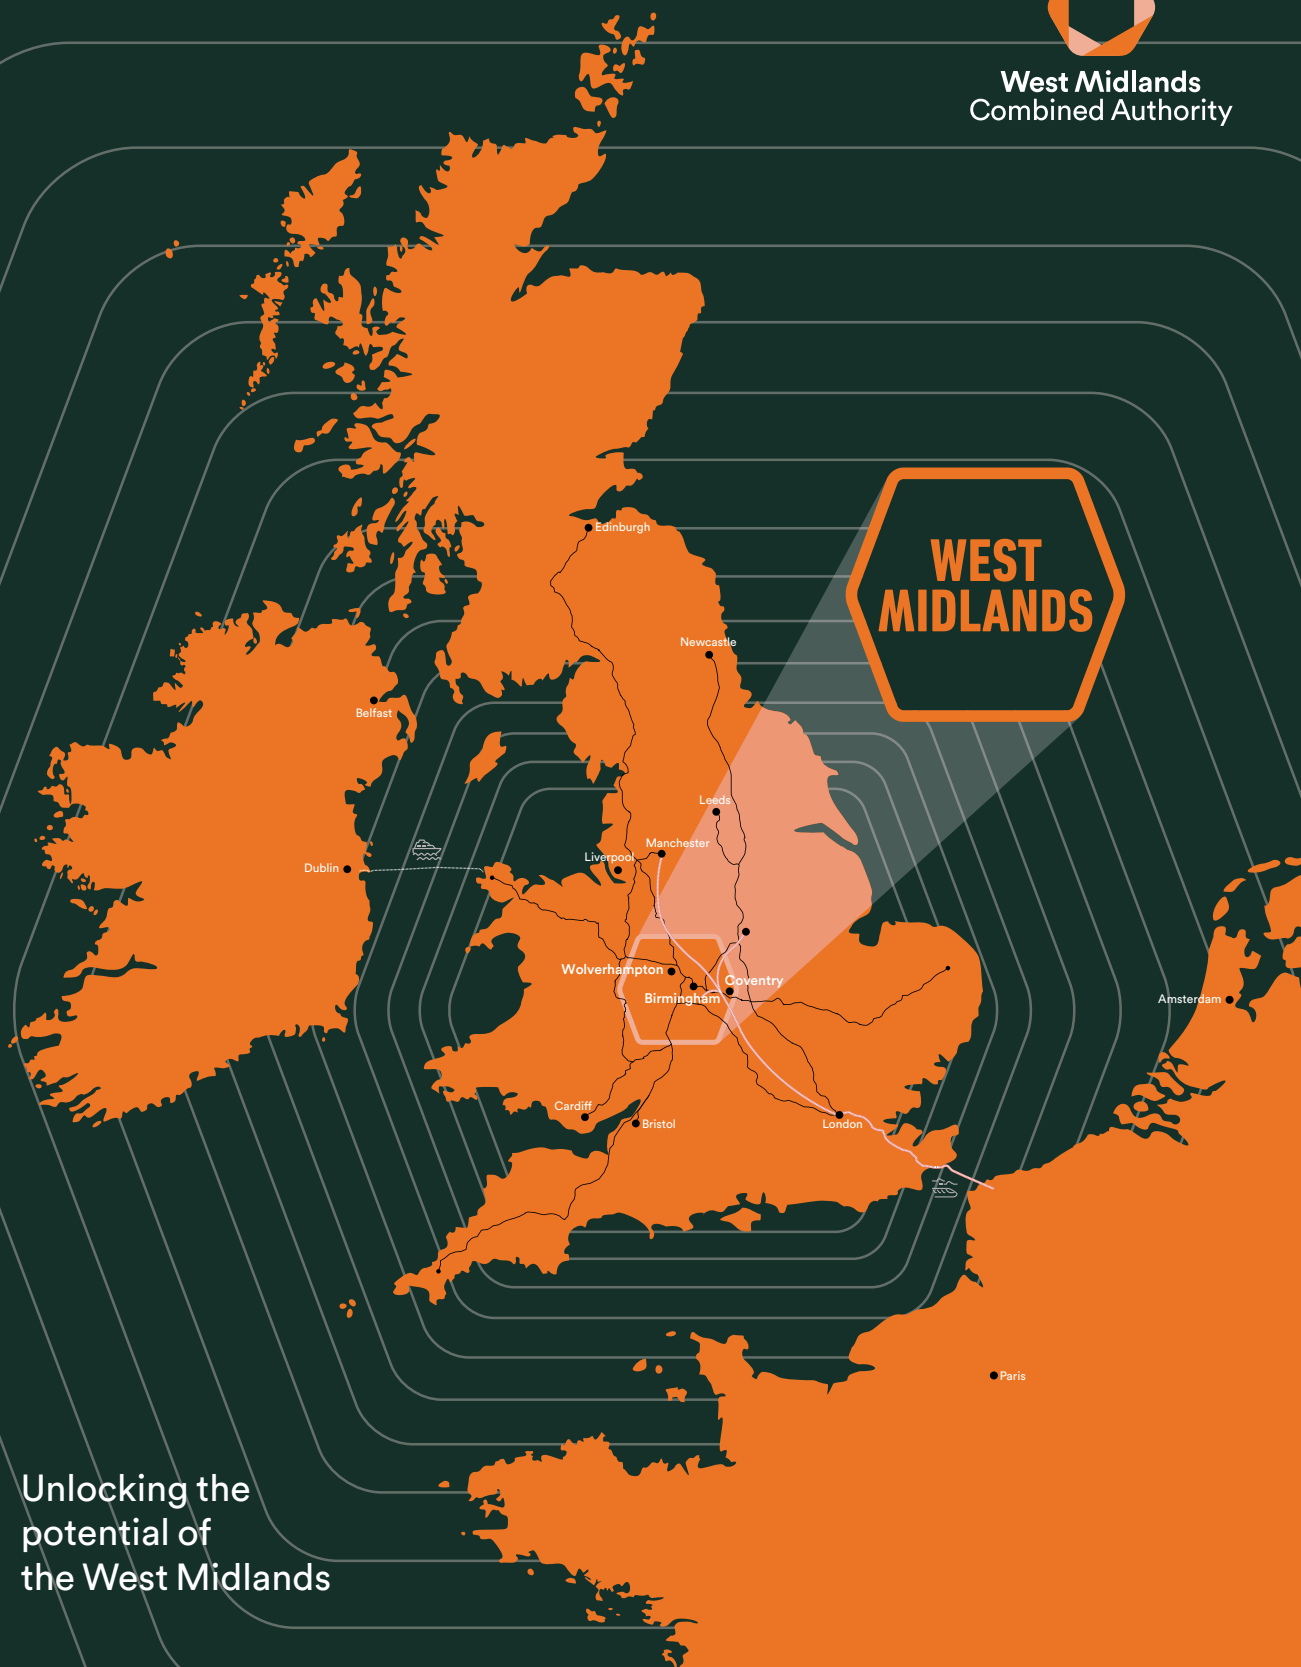 West Midlands
Combined Authority
WEST
MIDLANDS
Edinburgh
Newcastle
Belfast
Leeds
Manchester
Liverpool
Dublin
Wolverhampton
Coventry
Birmingham
Amsterdam
Cardiff
Bristol
London
Paris
Unlocking the
potential of
the West Midlands